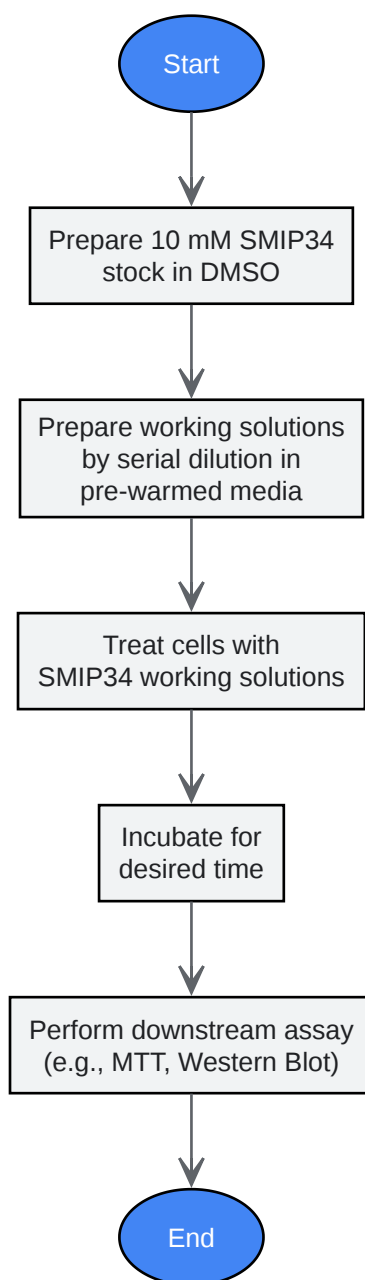 Start
Prepare 10 mM SMIP34
stock in DMSO
Prepare working solutions
by serial dilution in
pre-warmed media
Treat cells with
SMIP34 working solutions
Incubate for
desired time
Perform downstream assay
(e.g., MTT, Western Blot)
End